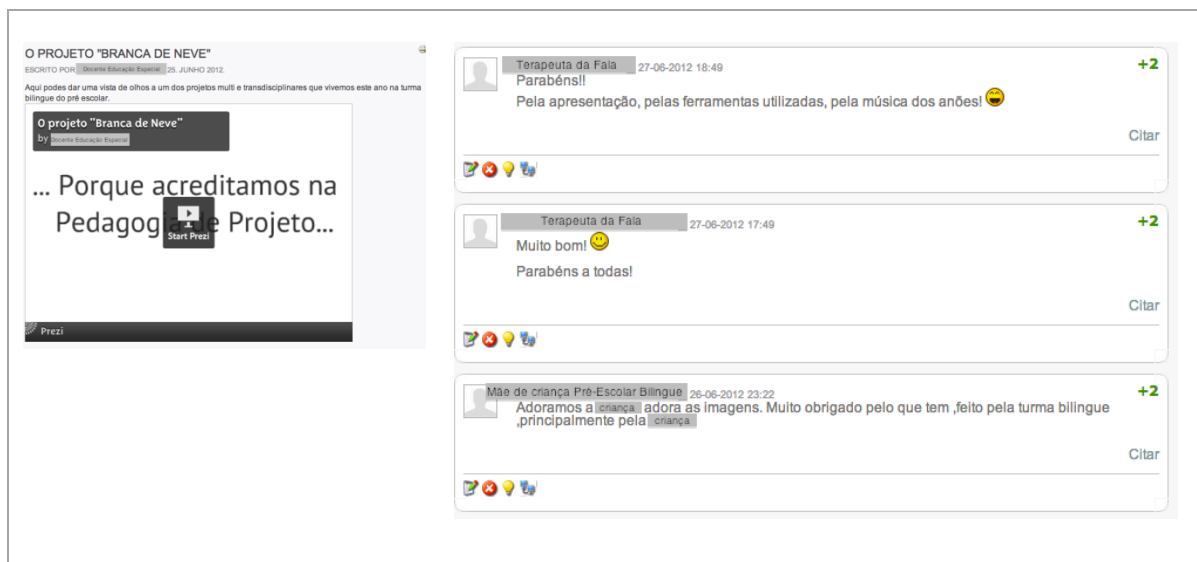 O PROJETO "BRANCA DE NEVE"
ESCRITO POR Docente Educação Especial 25. JUNHO 2012.
Aqui podes dar uma vista de olhos a um dos projetos multi e transdisciplinares que vivemos este ano na turma
bilingue do pré escolar.
O projeto "Branca de Neve"
by Docente Educação Especial
... Porque acreditamos na
Pedagogia de Projeto...
Start Prezi
Prezi
Terapeuta da Fala 27-06-2012 18:49
+2
Parabéns!!
Pela apresentação, pelas ferramentas utilizadas, pela música dos anões!
Citar
Terapeuta da Fala 27-06-2012 17:49
+2
Muito bom!
Parabéns a todas!
Citar
Mãe de criança Pré-Escolar Bilingue 26-06-2012 23:22
+2
Adoramos a criança adora as imagens. Muito obrigado pelo que tem ,feito pela turma bilingue
,principalmente pela criança
Citar